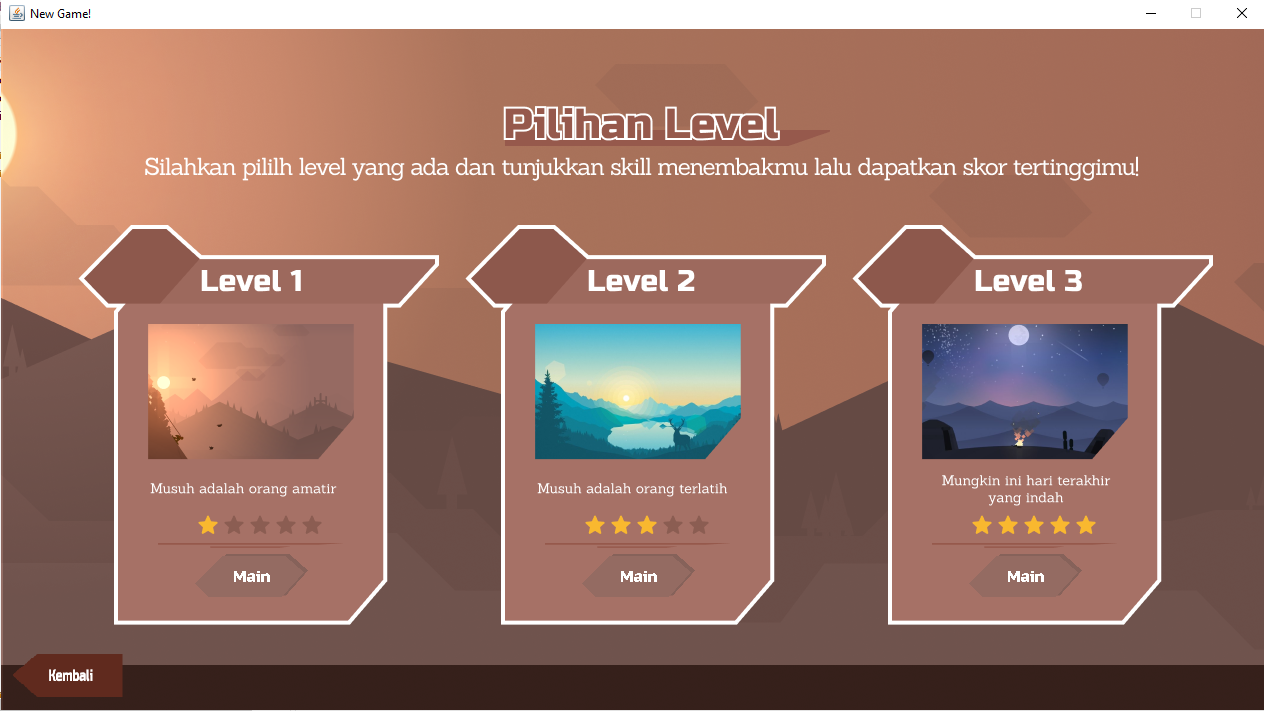 New Game!
Pilihan Level
Silahkan pililh level yang ada dan tunjukkan skill menembakmu lalu dapatkan skor tertinggimu!
Level 1
Musuh adalah orang amatir
Main
Level 2
Musuh adalah orang terlatih
Main
Level 3
Mungkin ini hari terakhir
yang indah
Main
Kembali